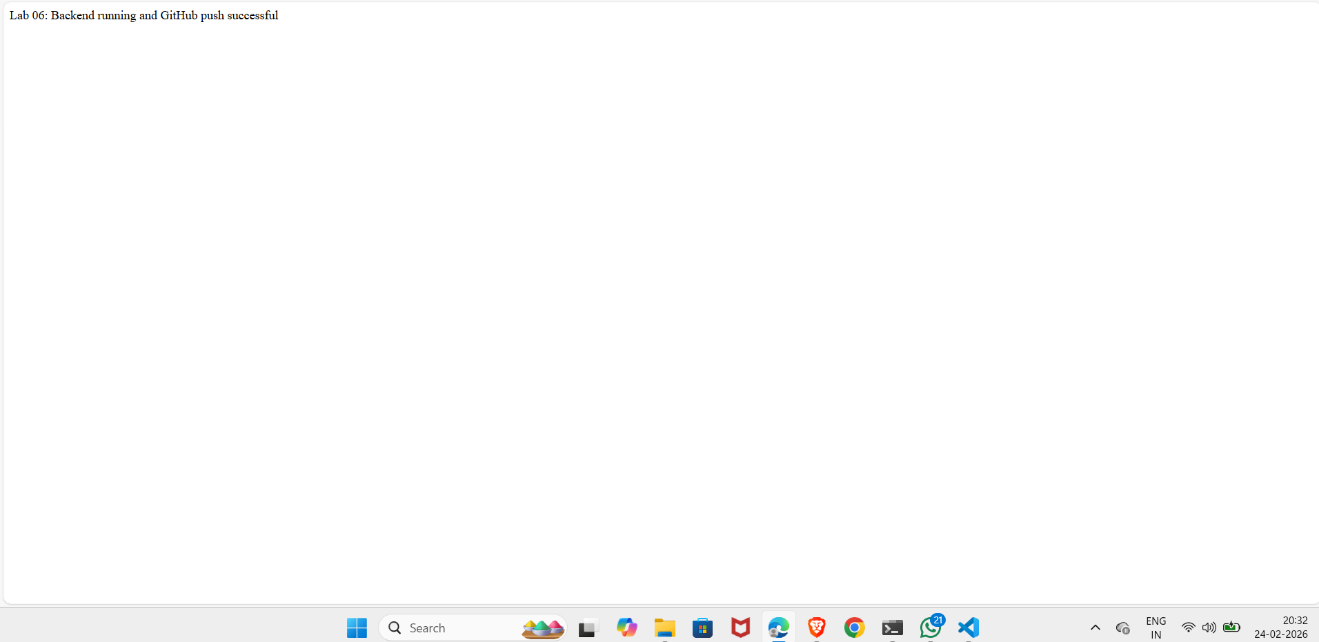 Lab 06: Backend running and GitHub push successful
Search
21
ENG
IN
20:32
24-02-2026